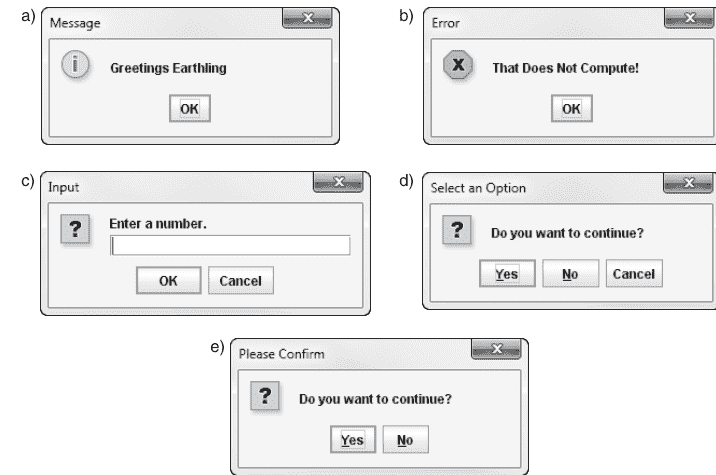 a)
Message
i
Greetings Earthling
OK
b)
Error
X
That Does Not Compute!
OK
c)
Input
?
Enter a number.
OK Cancel
d)
Select an Option
?
Do you want to continue?
Yes No Cancel
e)
Please Confirm
?
Do you want to continue?
Yes No